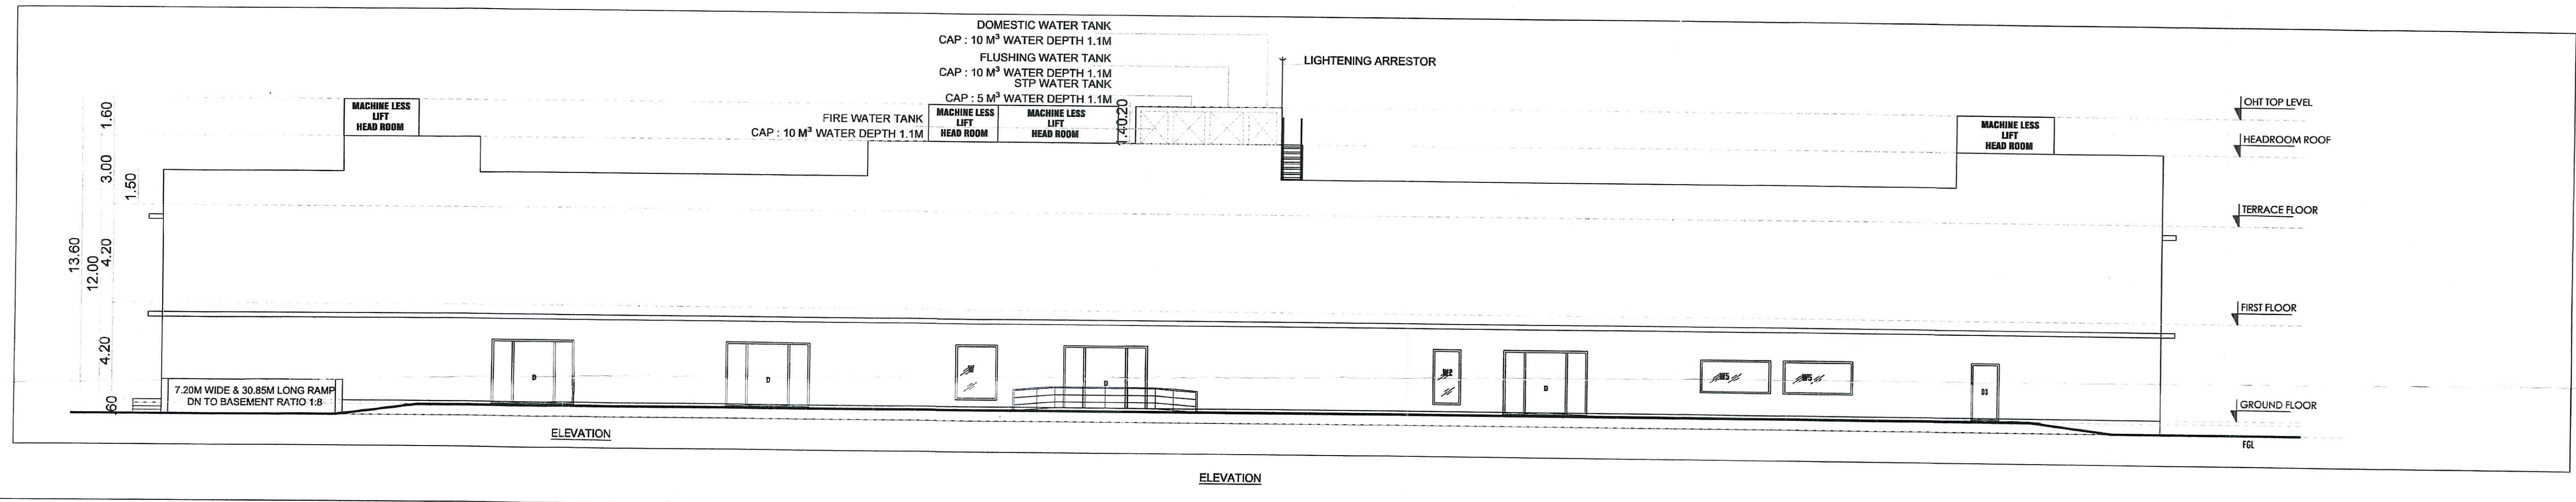 DOMESTIC WATER TANK
CAP : 10 M³ WATER DEPTH 1.1M
FLUSHING WATER TANK
CAP : 10 M³ WATER DEPTH 1.1M
STP WATER TANK
CAP : 5 M³ WATER DEPTH 1.1M
FIRE WATER TANK
CAP : 10 M³ WATER DEPTH 1.1M
LIGHTENING ARRESTOR
MACHINE LESS
LIFT
HEAD ROOM
MACHINE LESS
LIFT
HEAD ROOM
MACHINE LESS
LIFT
HEAD ROOM
MACHINE LESS
LIFT
HEAD ROOM
1.40
.20
1.60
3.00
1.50
13.60
12.00
4.20
4.20
.60
OHT TOP LEVEL
HEADROOM ROOF
TERRACE FLOOR
FIRST FLOOR
GROUND FLOOR
FGL
7.20M WIDE & 30.85M LONG RAMP
DN TO BASEMENT RATIO 1:8
D
D
W
D
W2
D
W5
W5
D3
ELEVATION
ELEVATION